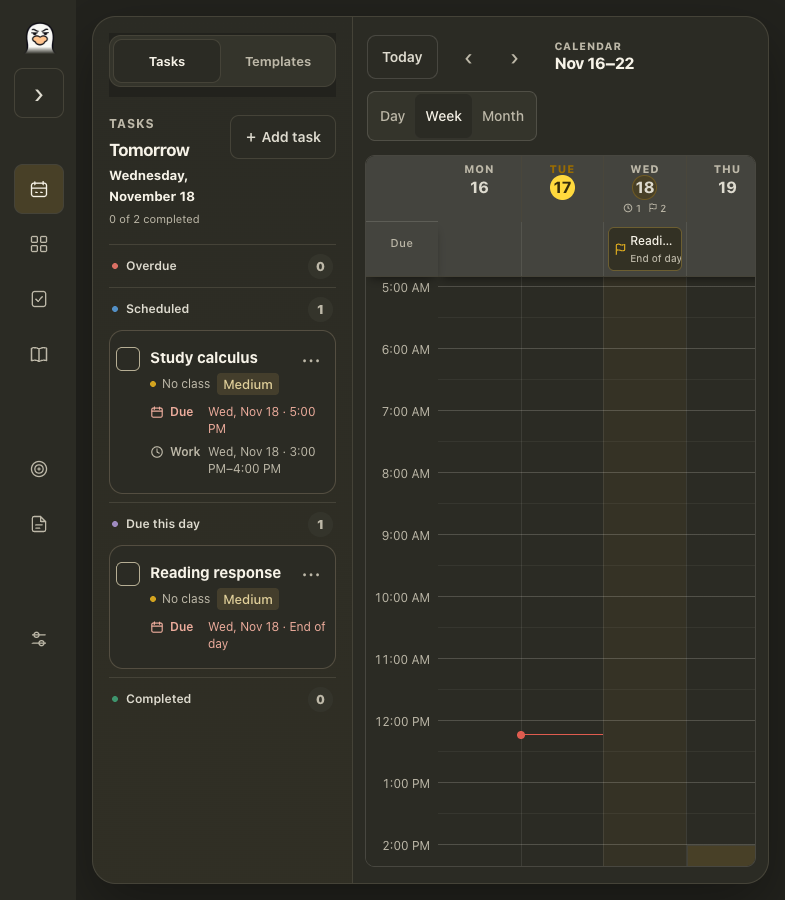 Tasks
Templates
TASKS
Tomorrow
Wednesday,
November 18
0 of 2 completed
+ Add task
Overdue 0
Scheduled 1
Study calculus ...
No class Medium
Due Wed, Nov 18 · 5:00
PM
Work Wed, Nov 18 · 3:00
PM–4:00 PM
Due this day 1
Reading response ...
No class Medium
Due Wed, Nov 18 · End of
day
Completed 0
Today ‹ ›
CALENDAR
Nov 16–22
Day Week Month
MON TUE WED THU
16 17 18 19
1 2
Due
Readi...
End of day
5:00 AM
6:00 AM
7:00 AM
8:00 AM
9:00 AM
10:00 AM
11:00 AM
12:00 PM
1:00 PM
2:00 PM